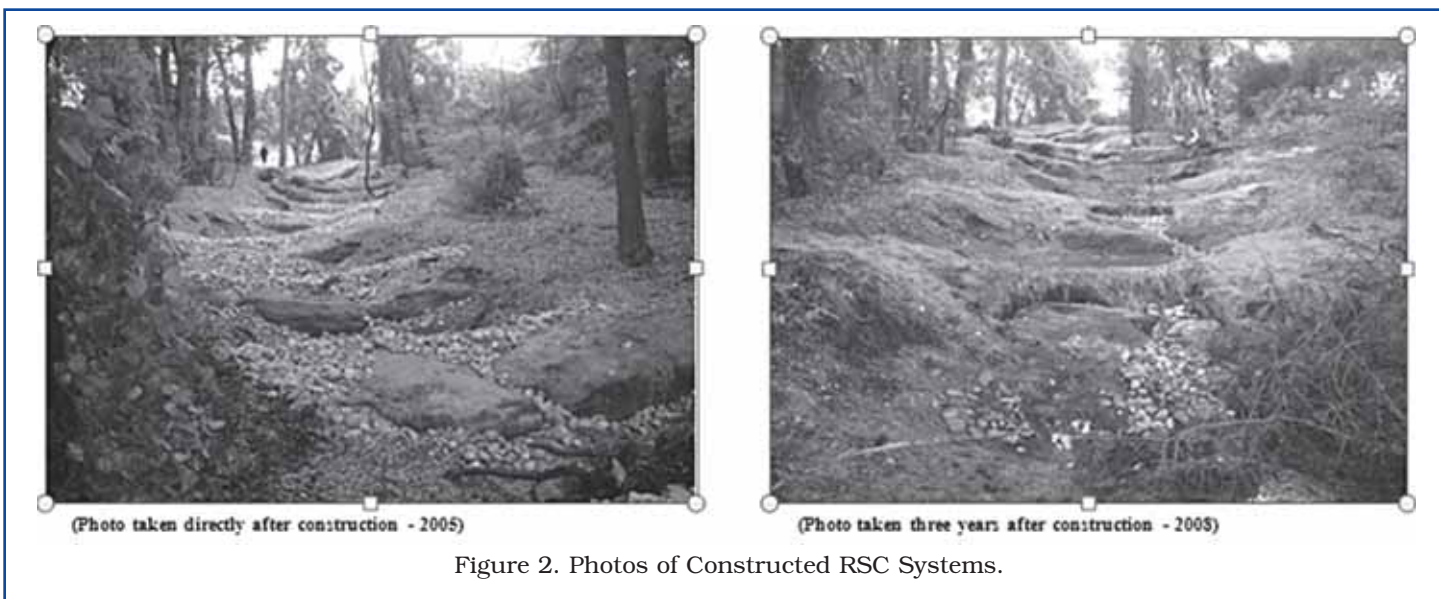 (Photo taken directly after construction - 2005)
(Photo taken three years after construction - 2008)
Figure 2. Photos of Constructed RSC Systems.